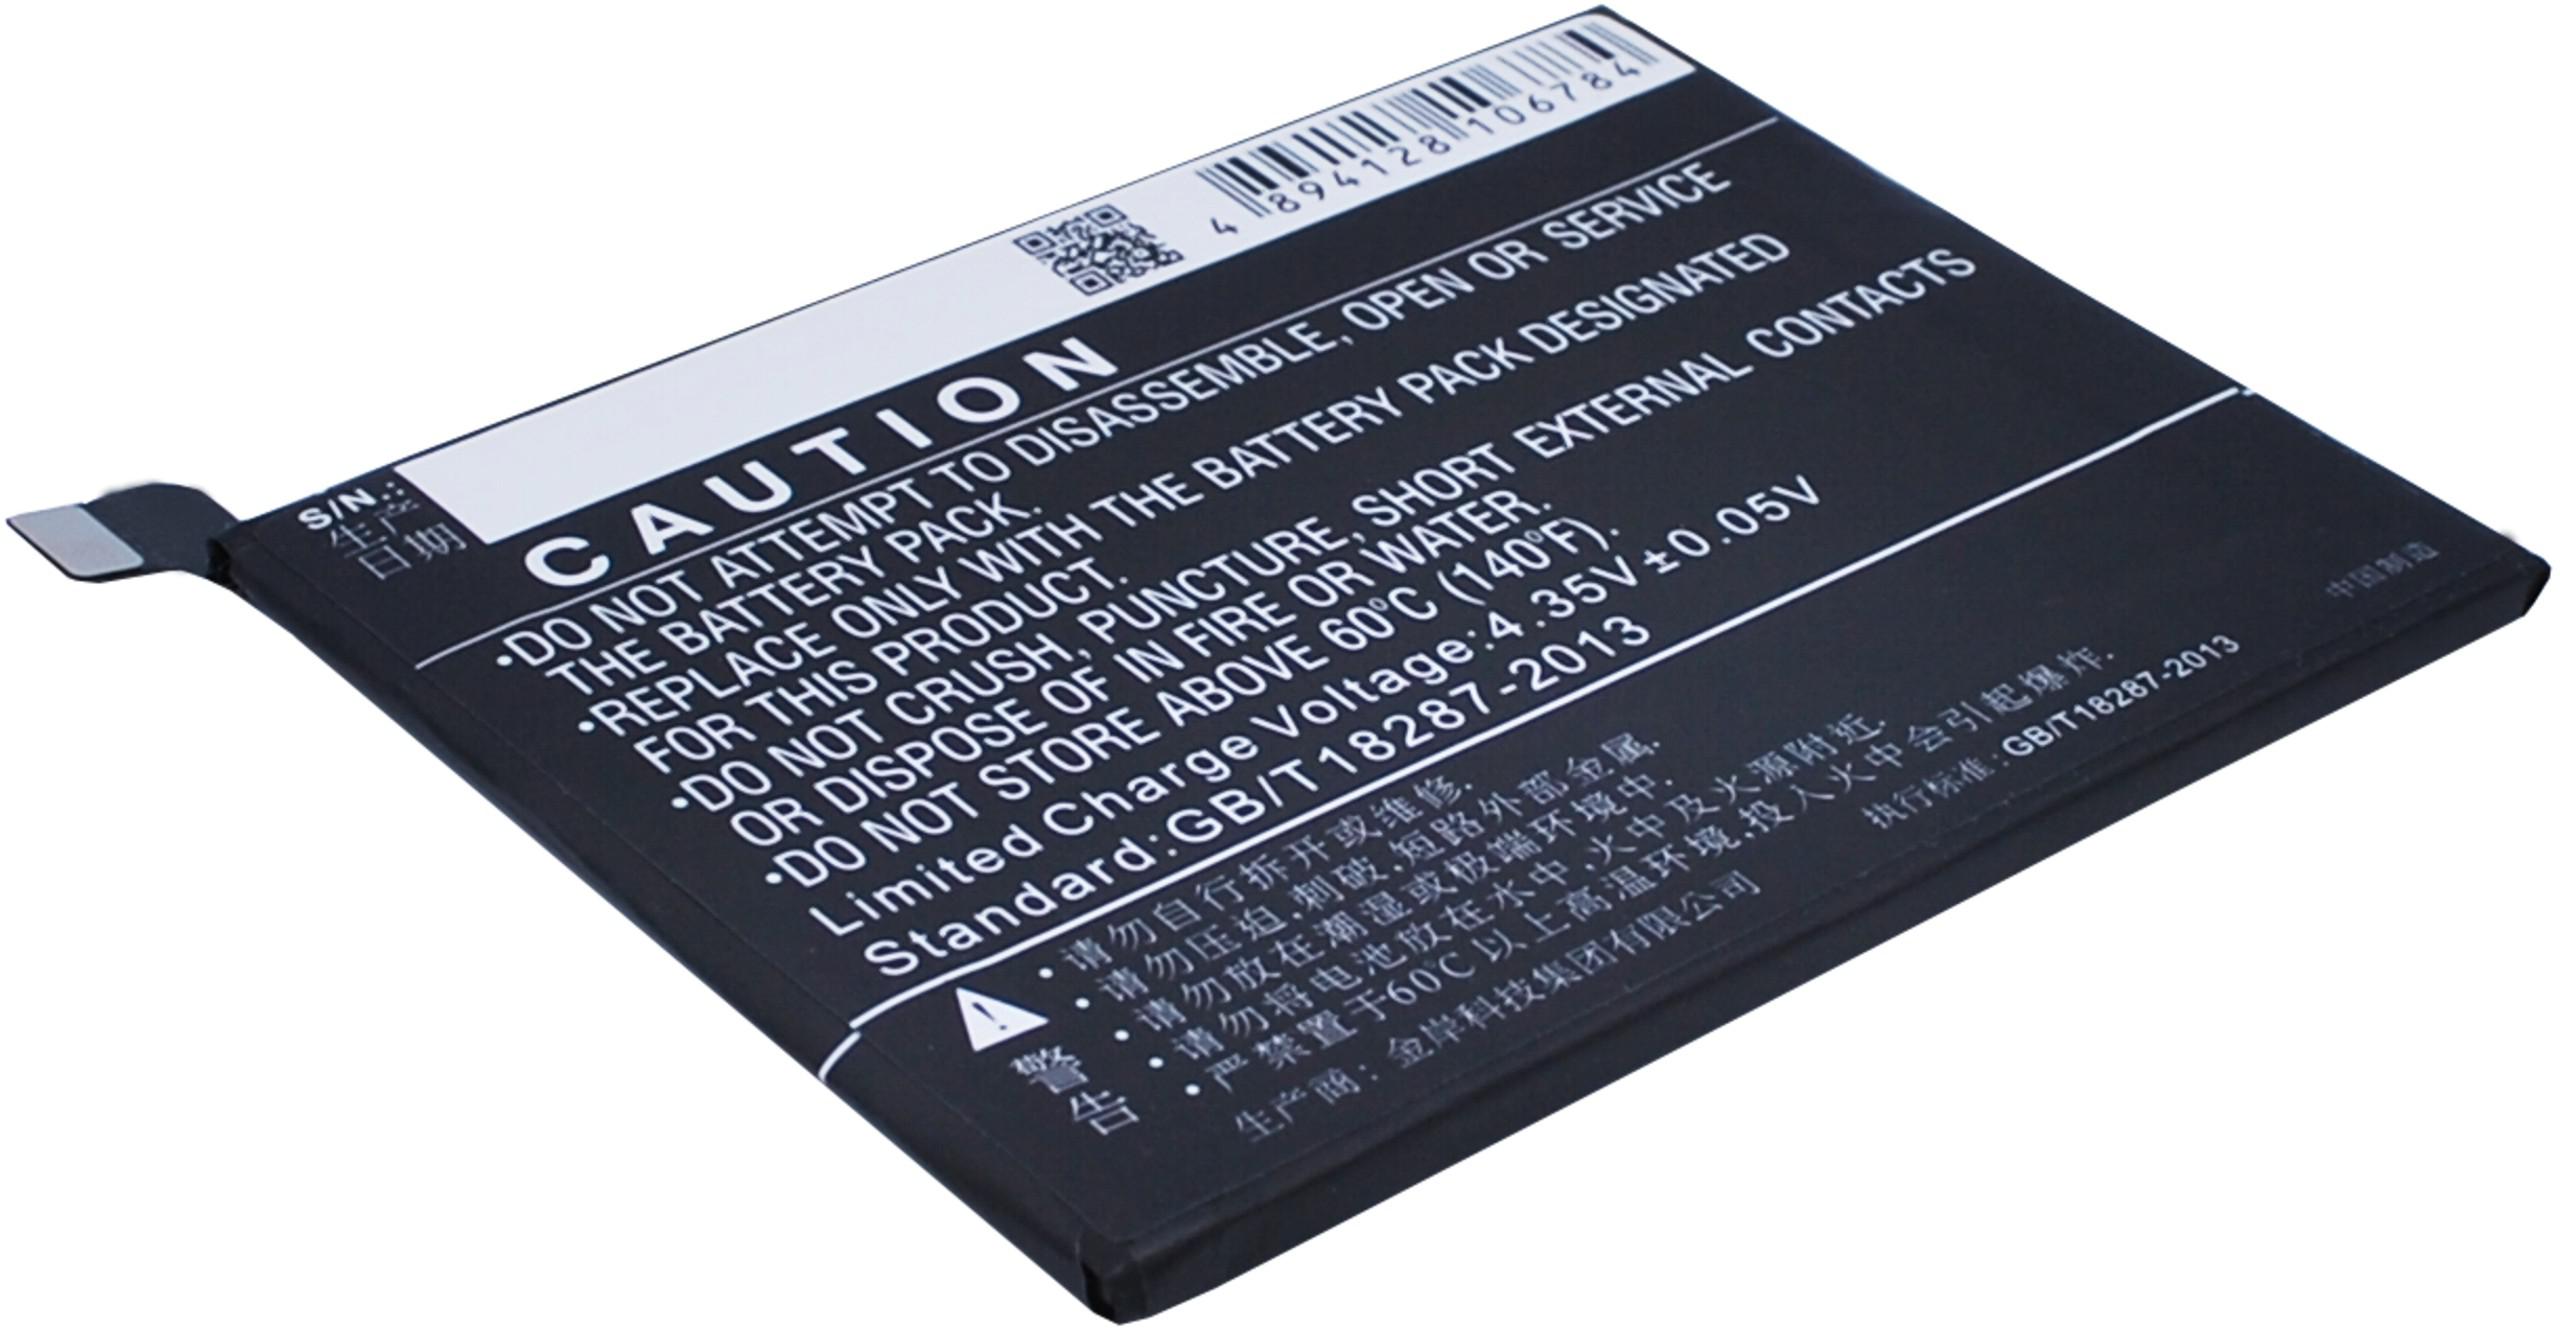 4 894128 106784
S/N.:
生产
日期
CAUTION
•DO NOT ATTEMPT TO DISASSEMBLE, OPEN OR SERVICE
THE BATTERY PACK.
•REPLACE ONLY WITH THE BATTERY PACK DESIGNATED
FOR THIS PRODUCT.
•DO NOT CRUSH, PUNCTURE, SHORT EXTERNAL CONTACTS
OR DISPOSE OF IN FIRE OR WATER.
•DO NOT STORE ABOVE 60°C (140°F).
Limited Charge Voltage:4.35V±0.05V
Standard:GB/T18287-2013
警
告
•请勿自行拆开或维修.
•请勿压迫,刺破,短路外部金属.
•请勿放在潮湿或极端环境中.
•请勿将电池放在水中,火中及火源附近.
•严禁置于60℃以上高温环境,投入火中会引起爆炸.
生产商：金岸科技集团有限公司
执行标准:GB/T18287-2013
中国制造